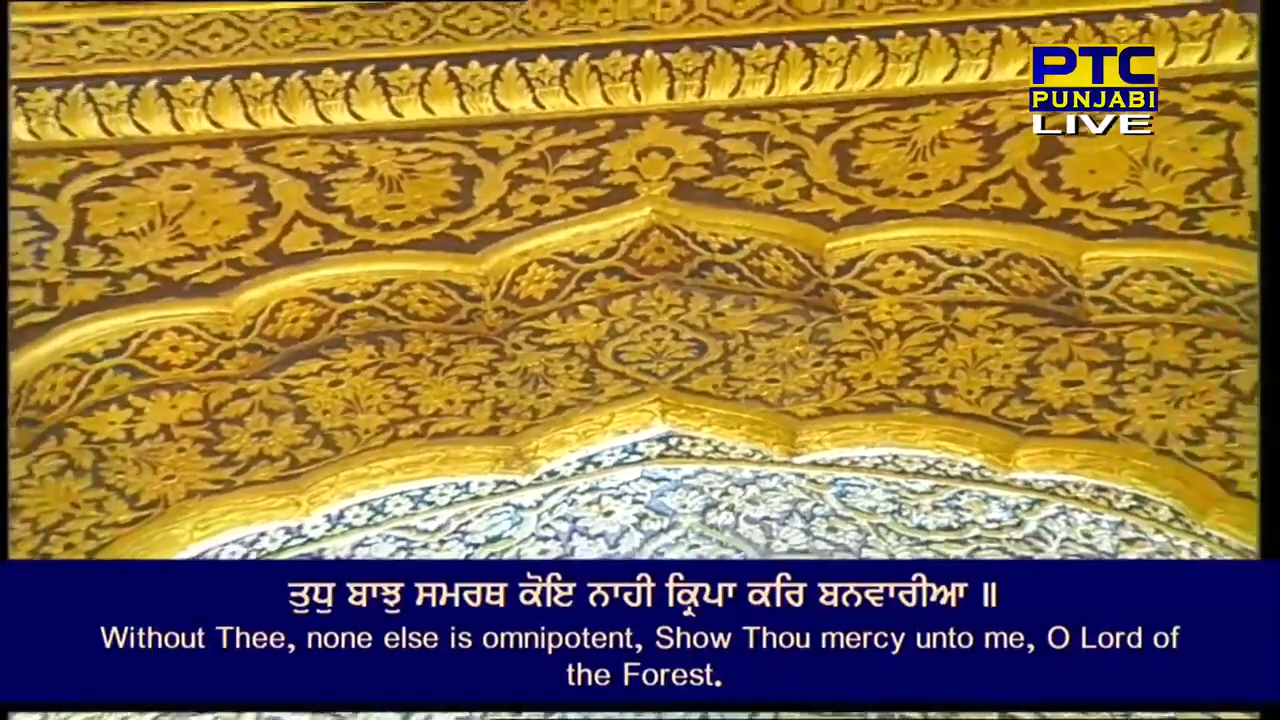 PTC
PUNJABI
LIVE
ਤੁਧੁ ਬਾਝੁ ਸਮਰਥ ਕੋਇ ਨਾਹੀ ਕ੍ਰਿਪਾ ਕਰਿ ਬਨਵਾਰੀਆ ॥
Without Thee, none else is omnipotent, Show Thou mercy unto me, O Lord of
the Forest.